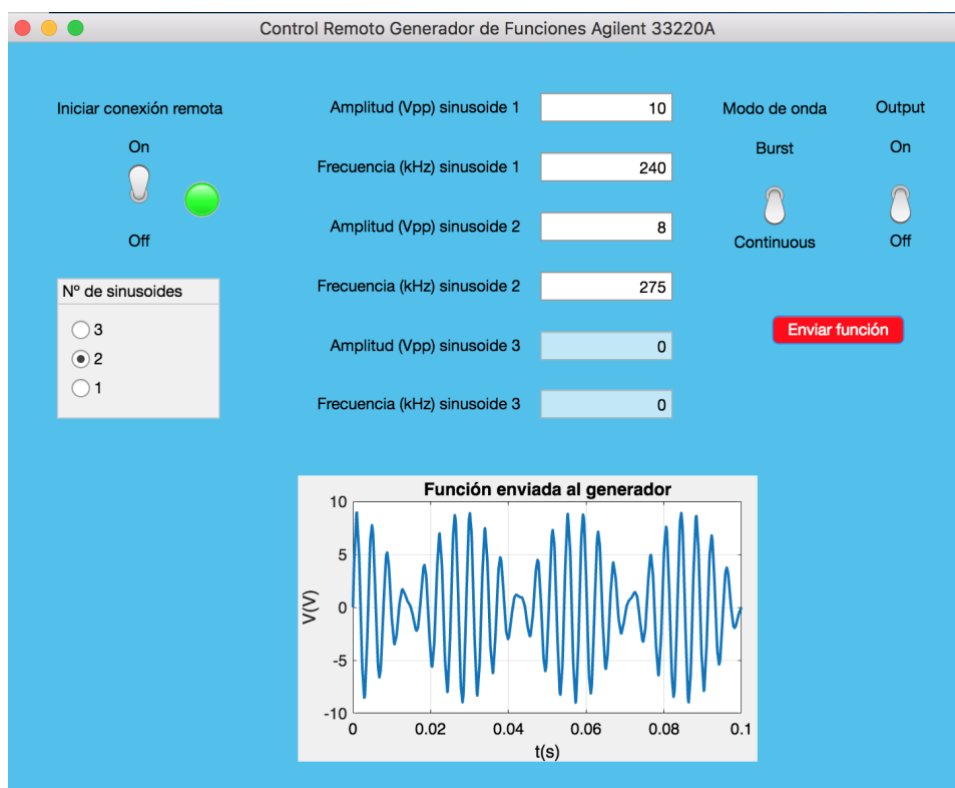 Control Remoto Generador de Funciones Agilent 33220A
Iniciar conexión remota
On
Off
Nº de sinusoides
3
2
1
Amplitud (Vpp) sinusoide 1
10
Frecuencia (kHz) sinusoide 1
240
Amplitud (Vpp) sinusoide 2
8
Frecuencia (kHz) sinusoide 2
275
Amplitud (Vpp) sinusoide 3
0
Frecuencia (kHz) sinusoide 3
0
Modo de onda
Burst
Continuous
Output
On
Off
Enviar función
Función enviada al generador
V(V)
10
5
0
-5
-10
0
0.02
0.04
0.06
0.08
0.1
t(s)